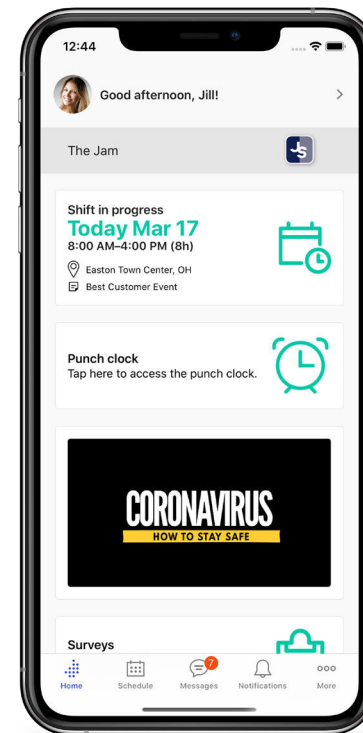 12:44
Good afternoon, Jill!
The Jam
JS
Shift in progress
Today Mar 17
8:00 AM–4:00 PM (8h)
Easton Town Center, OH
Best Customer Event
Punch clock
Tap here to access the punch clock.
CORONAVIRUS
HOW TO STAY SAFE
Surveys
7
Home
Schedule
Messages
Notifications
More